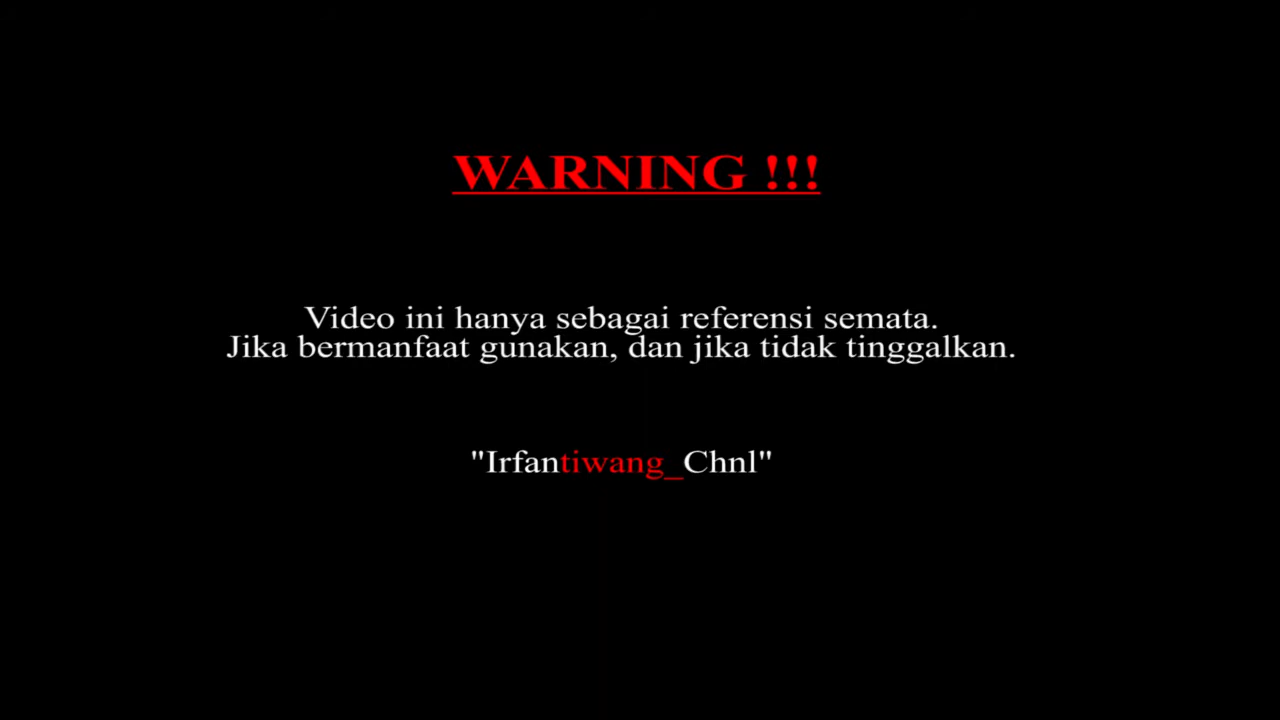 WARNING !!!
Video ini hanya sebagai referensi semata.
Jika bermanfaat gunakan, dan jika tidak tinggalkan.
"Irfantiwang_Chnl"